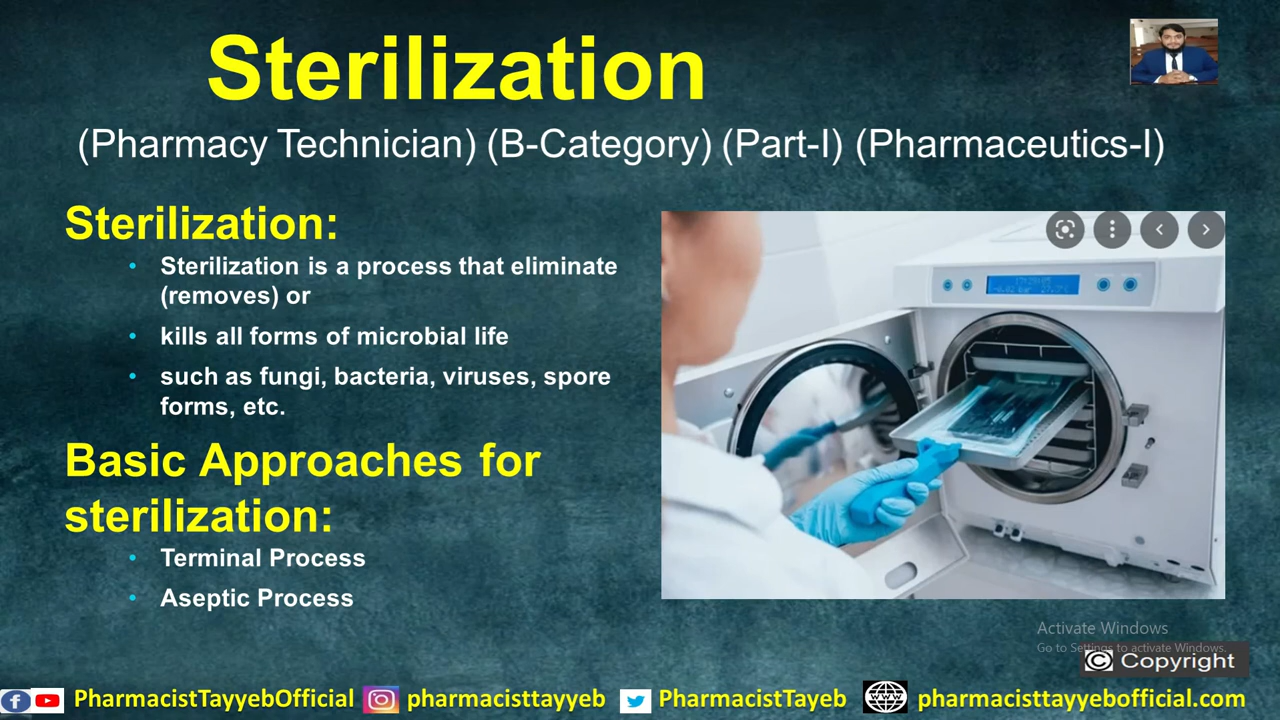 Sterilization
(Pharmacy Technician) (B-Category) (Part-I) (Pharmaceutics-I)
Sterilization:
• Sterilization is a process that eliminate
(removes) or
• kills all forms of microbial life
• such as fungi, bacteria, viruses, spore
forms, etc.
Basic Approaches for
sterilization:
• Terminal Process
• Aseptic Process
Activate Windows
Go to Settings to activate Windows.
© Copyright
PharmacistTayyebOfficial pharmacisttayyeb PharmacistTayeb WWW pharmacisttayyebofficial.com